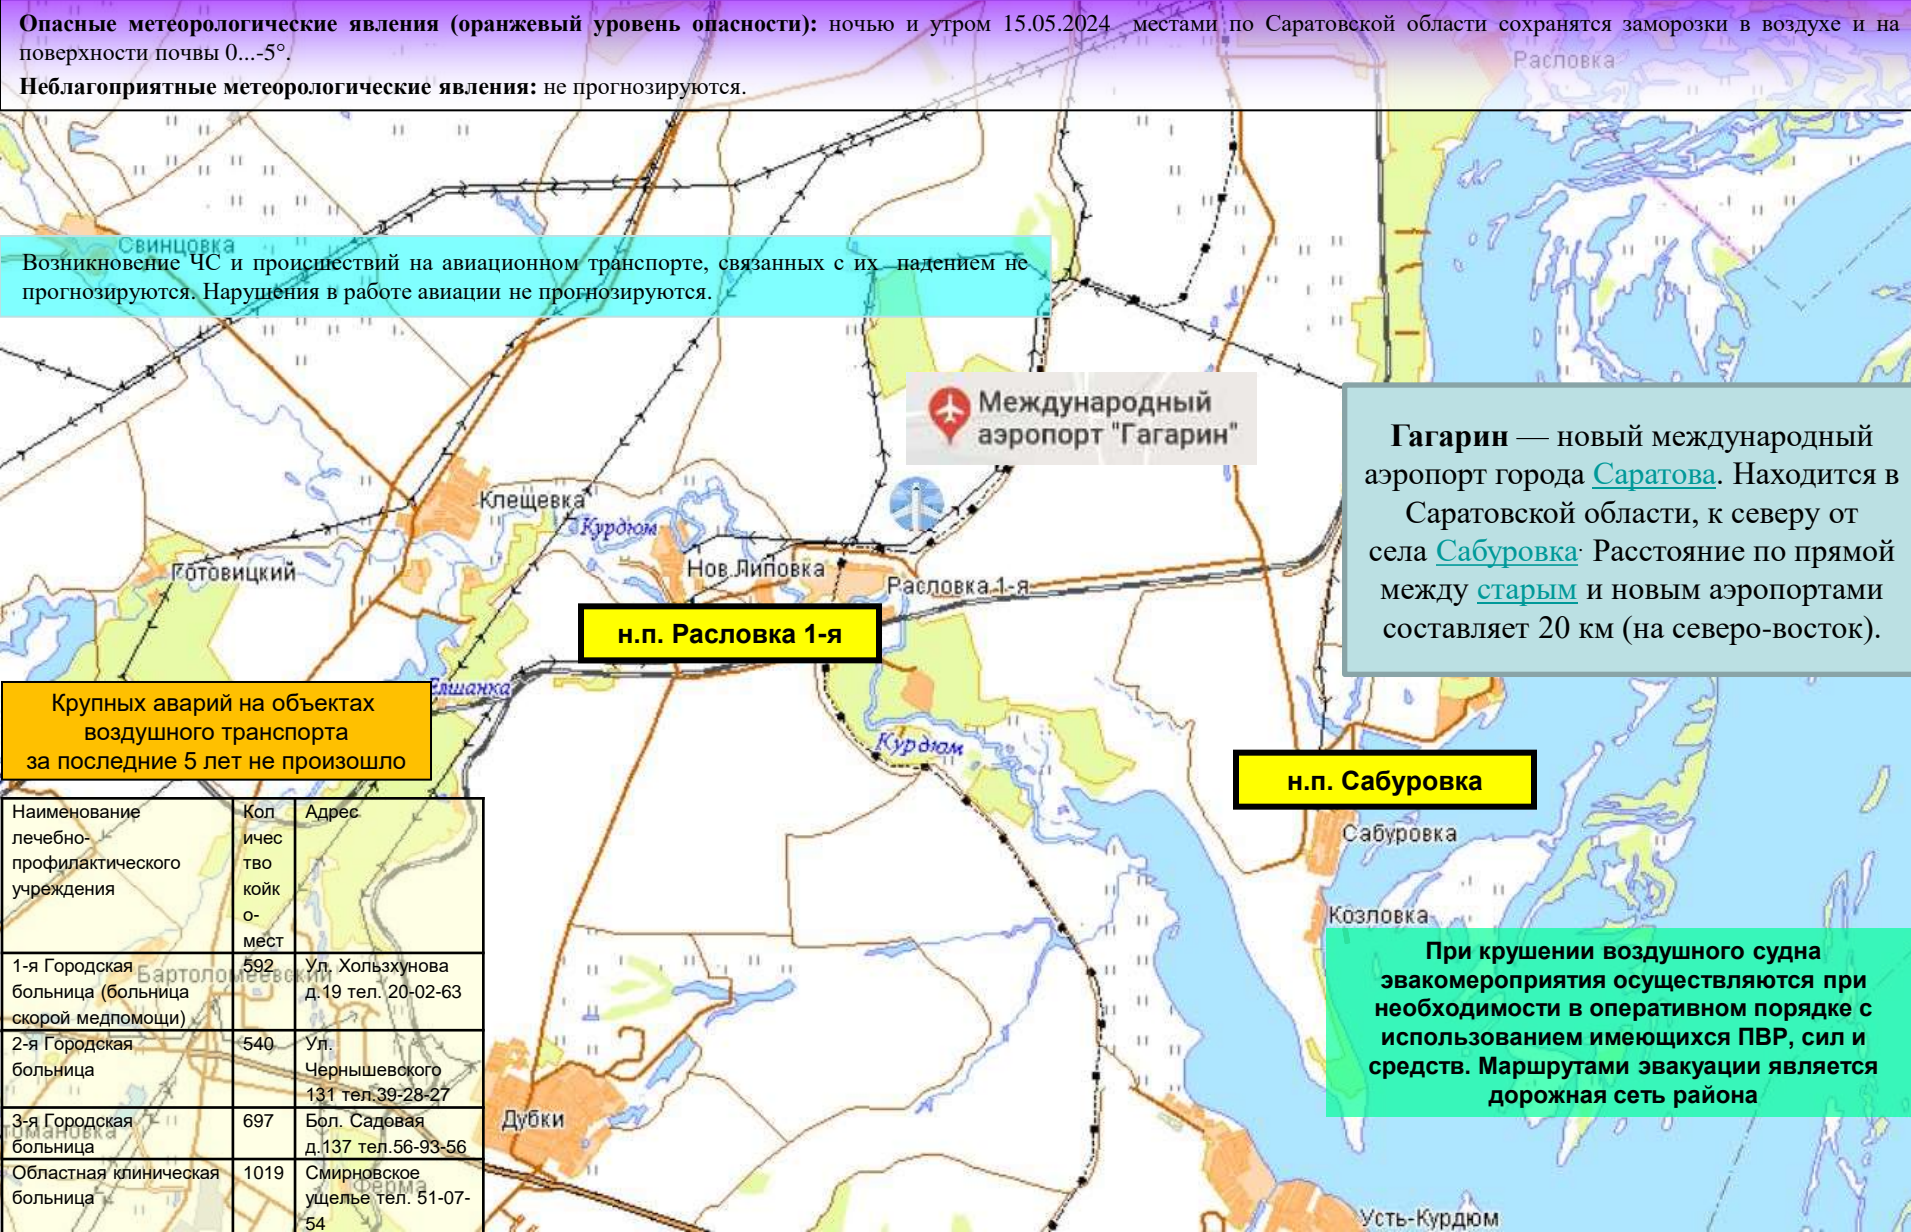 Опасные метеорологические явления (оранжевый уровень опасности): ночью и утром 15.05.2024 местами по Саратовской области сохранятся заморозки в воздухе и на
поверхности почвы 0...-5°.
Неблагоприятные метеорологические явления: не прогнозируются.
Расловка
Свинцовка
Возникновение ЧС и происшествий на авиационном транспорте, связанных с их падением не
прогнозируются. Нарушения в работе авиации не прогнозируются.
Международный
аэропорт "Гагарин"
Гагарин — новый международный
аэропорт города Саратова. Находится в
Саратовской области, к северу от
села Сабуровка. Расстояние по прямой
между старым и новым аэропортами
составляет 20 км (на северо-восток).
Клещевка
Курдюм
Готовицкий
Нов.Липовка
Расловка 1-я
н.п. Расловка 1-я
Елшанка
Крупных аварий на объектах
воздушного транспорта
за последние 5 лет не произошло
Курдюм
н.п. Сабуровка
Сабуровка
Козловка
Наименование
лечебно-
профилактического
учреждения
Кол
ичес
тво
койк
о-
мест
Адрес
1-я Городская
больница (больница
скорой медпомощи)
592
Ул. Хользхунова
д.19 тел. 20-02-63
Бартоломеевский
2-я Городская
больница
540
Ул.
Чернышевского
131 тел.39-28-27
3-я Городская
больница
697
Бол. Садовая
д.137 тел.56-93-56
Областная клиническая
больница
1019
Смирновское
ущелье тел. 51-07-
54
Ферма
Дубки
При крушении воздушного судна
эвакомероприятия осуществляются при
необходимости в оперативном порядке с
использованием имеющихся ПВР, сил и
средств. Маршрутами эвакуации является
дорожная сеть района
Усть-Курдюм